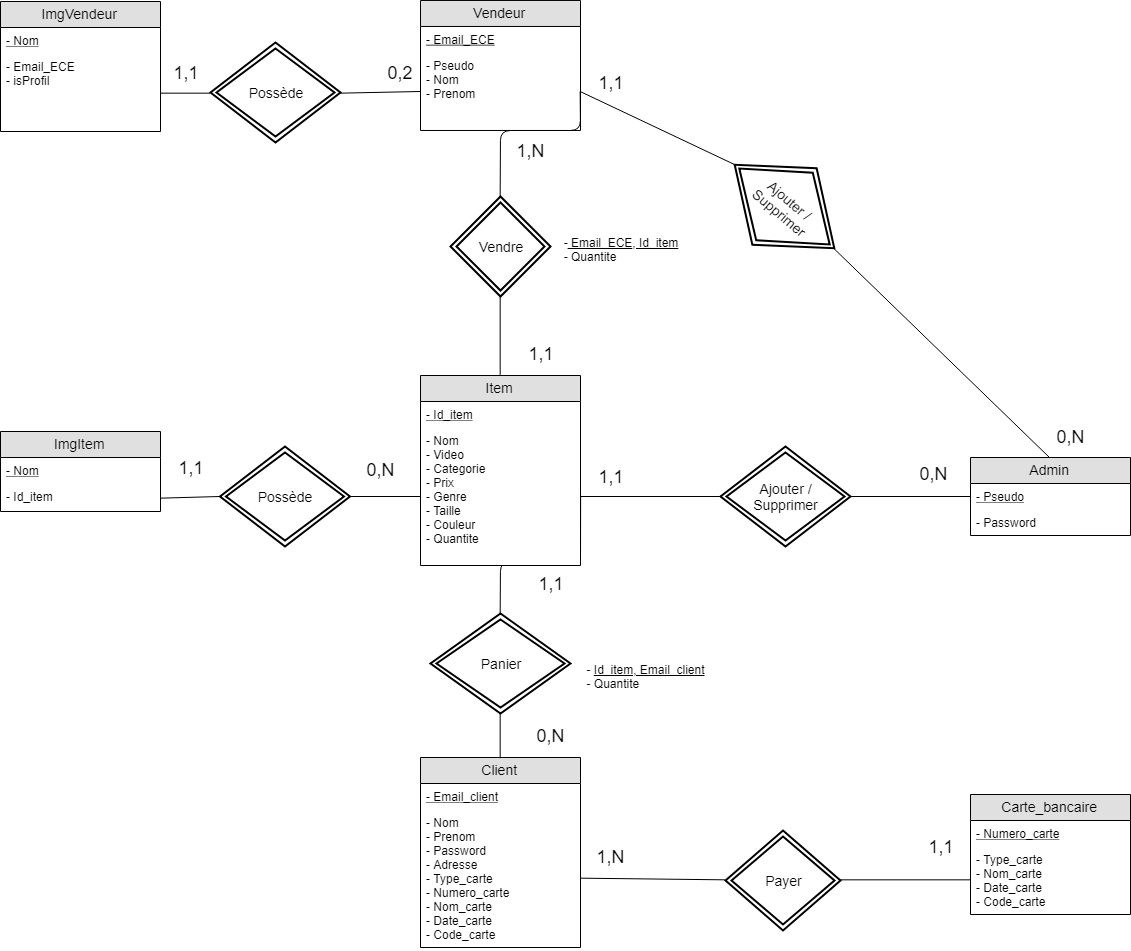 ImgVendeur
- Nom
- Email_ECE
- isProfil
1,1
Possède
0,2
Vendeur
- Email_ECE
- Pseudo
- Nom
- Prenom
1,1
1,N
Ajouter /
Supprimer
Vendre
- Email_ECE, Id_item
- Quantite
1,1
0,N
ImgItem
- Nom
- Id_item
1,1
Possède
0,N
Item
- Id_item
- Nom
- Video
- Categorie
- Prix
- Genre
- Taille
- Couleur
- Quantite
1,1
Ajouter /
Supprimer
0,N
Admin
- Pseudo
- Password
1,1
Panier
- Id_item, Email_client
- Quantite
0,N
Client
- Email_client
- Nom
- Prenom
- Password
- Adresse
- Type_carte
- Numero_carte
- Nom_carte
- Date_carte
- Code_carte
1,N
Payer
1,1
Carte_bancaire
- Numero_carte
- Type_carte
- Nom_carte
- Date_carte
- Code_carte